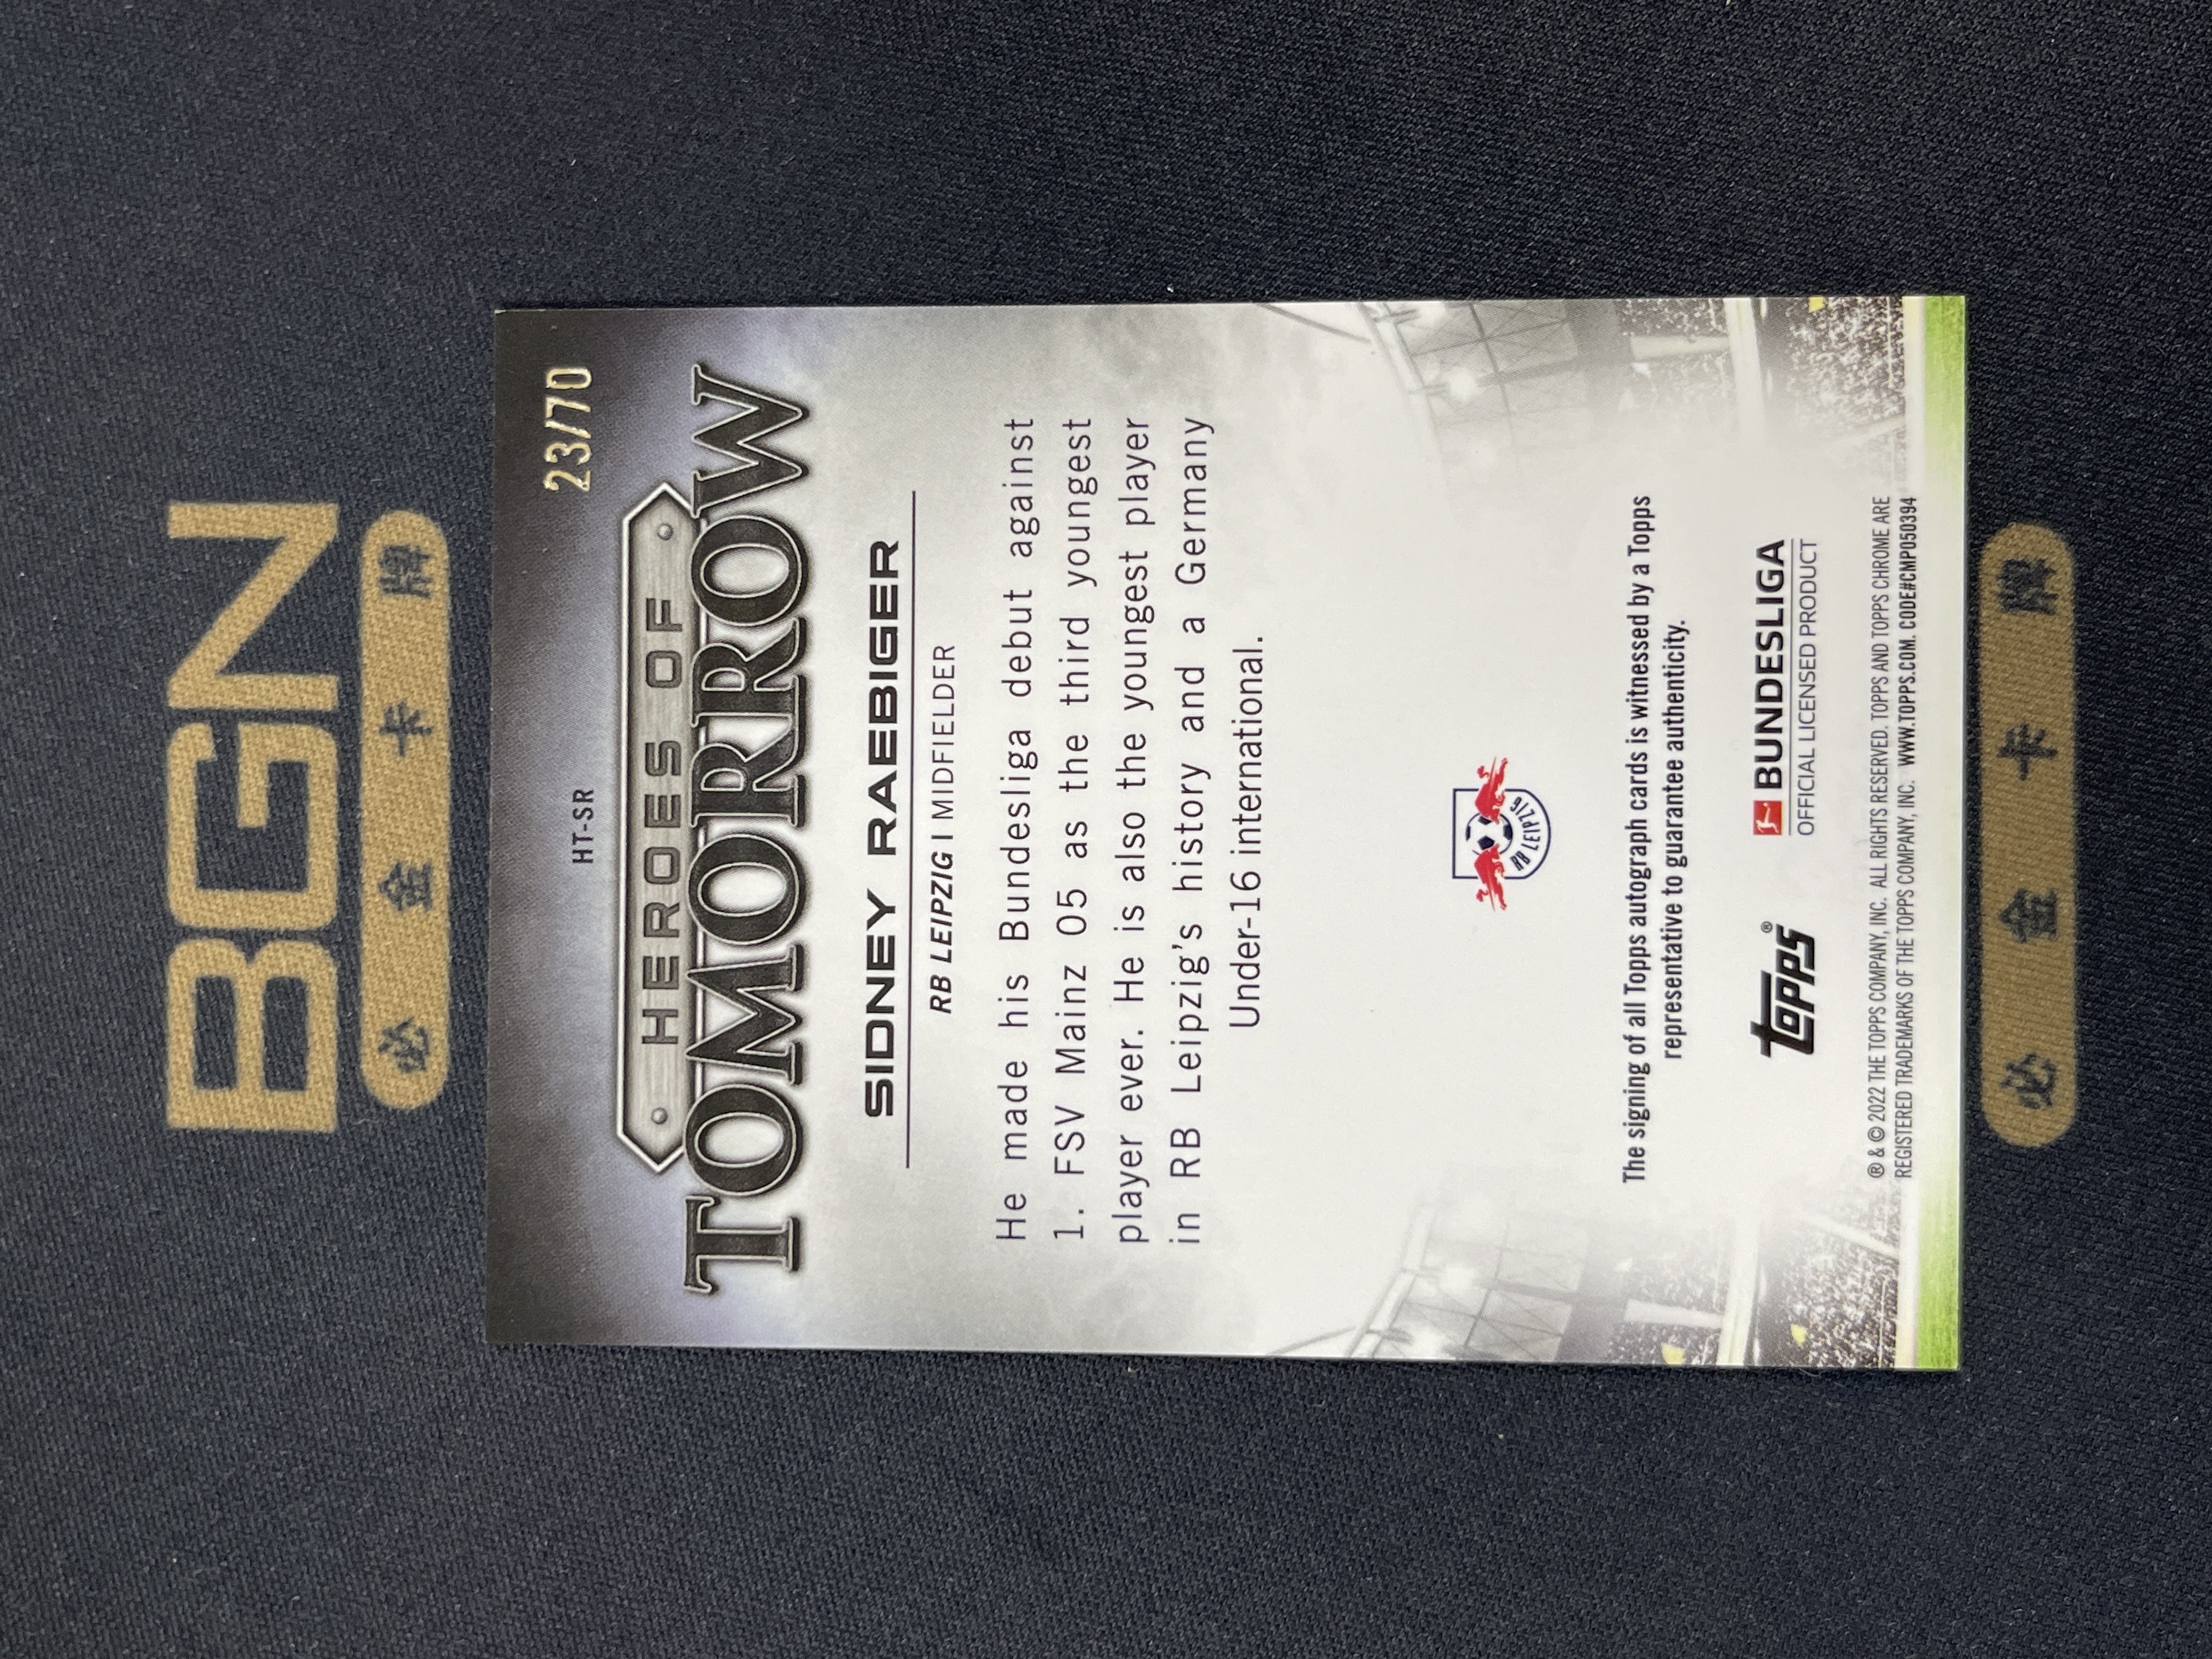 BGN
必 金 卡 牌
23/70
HT-SR
HEROES OF
TOMORROW
SIDNEY RAEBIGER
RB LEIPZIG | MIDFIELDER
He made his Bundesliga debut against
1. FSV Mainz 05 as the third youngest
player ever. He is also the youngest player
in RB Leipzig's history and a Germany
Under-16 international.
RB LEIPZIG
The signing of all Topps autograph cards is witnessed by a Topps
representative to guarantee authenticity.
topps®
BUNDESLIGA
OFFICIAL LICENSED PRODUCT
® & © 2022 THE TOPPS COMPANY, INC. ALL RIGHTS RESERVED. TOPPS AND TOPPS CHROME ARE
REGISTERED TRADEMARKS OF THE TOPPS COMPANY, INC. WWW.TOPPS.COM. CODE#CMP050394
必 金 卡 牌